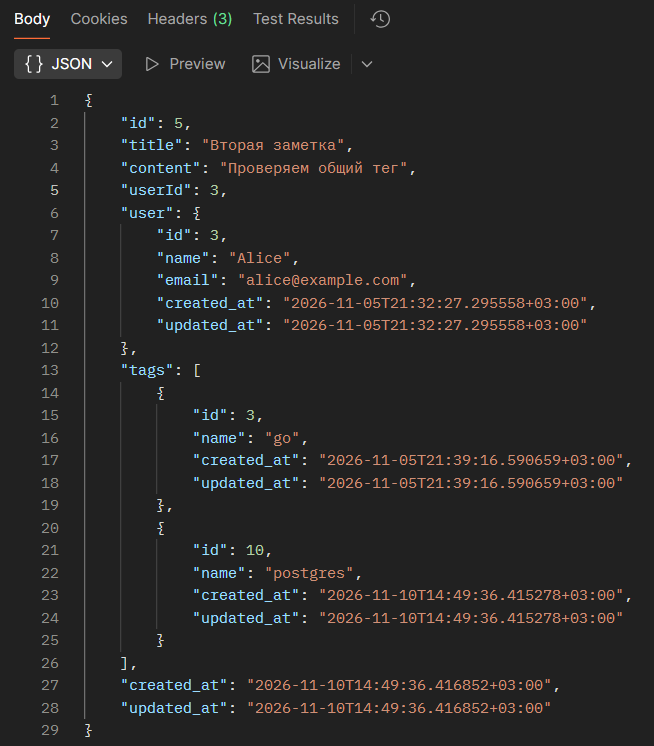 Body Cookies Headers (3) Test Results
{} JSON Preview Visualize
1 {
2 "id": 5,
3 "title": "Вторая заметка",
4 "content": "Проверяем общий тег",
5 "userId": 3,
6 "user": {
7 "id": 3,
8 "name": "Alice",
9 "email": "alice@example.com",
10 "created_at": "2026-11-05T21:32:27.295558+03:00",
11 "updated_at": "2026-11-05T21:32:27.295558+03:00"
12 },
13 "tags": [
14 {
15 "id": 3,
16 "name": "go",
17 "created_at": "2026-11-05T21:39:16.590659+03:00",
18 "updated_at": "2026-11-05T21:39:16.590659+03:00"
19 },
20 {
21 "id": 10,
22 "name": "postgres",
23 "created_at": "2026-11-10T14:49:36.415278+03:00",
24 "updated_at": "2026-11-10T14:49:36.415278+03:00"
25 }
26 ],
27 "created_at": "2026-11-10T14:49:36.416852+03:00",
28 "updated_at": "2026-11-10T14:49:36.416852+03:00"
29 }